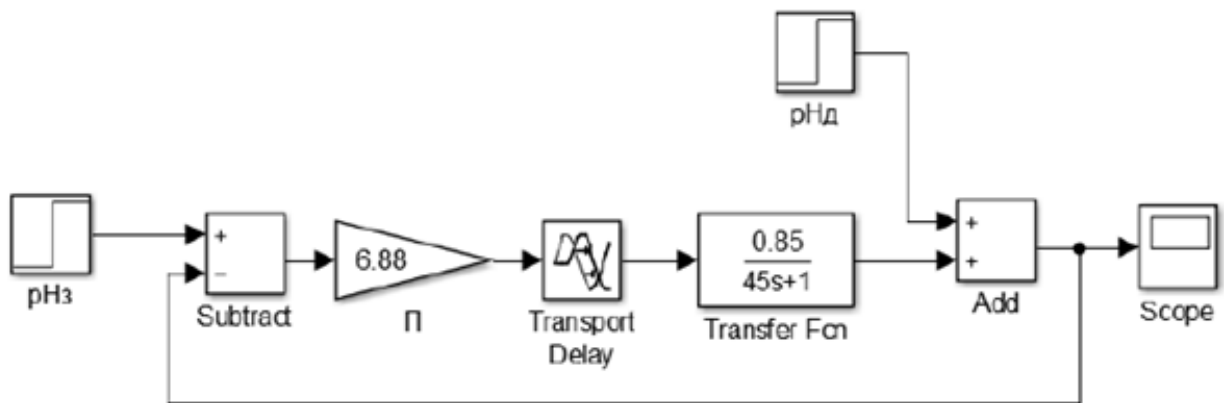 pHд
pHз
+
−
Subtract
6.88
П
Transport
Delay
0.85
45s+1
Transfer Fcn
+
+
Add
Scope